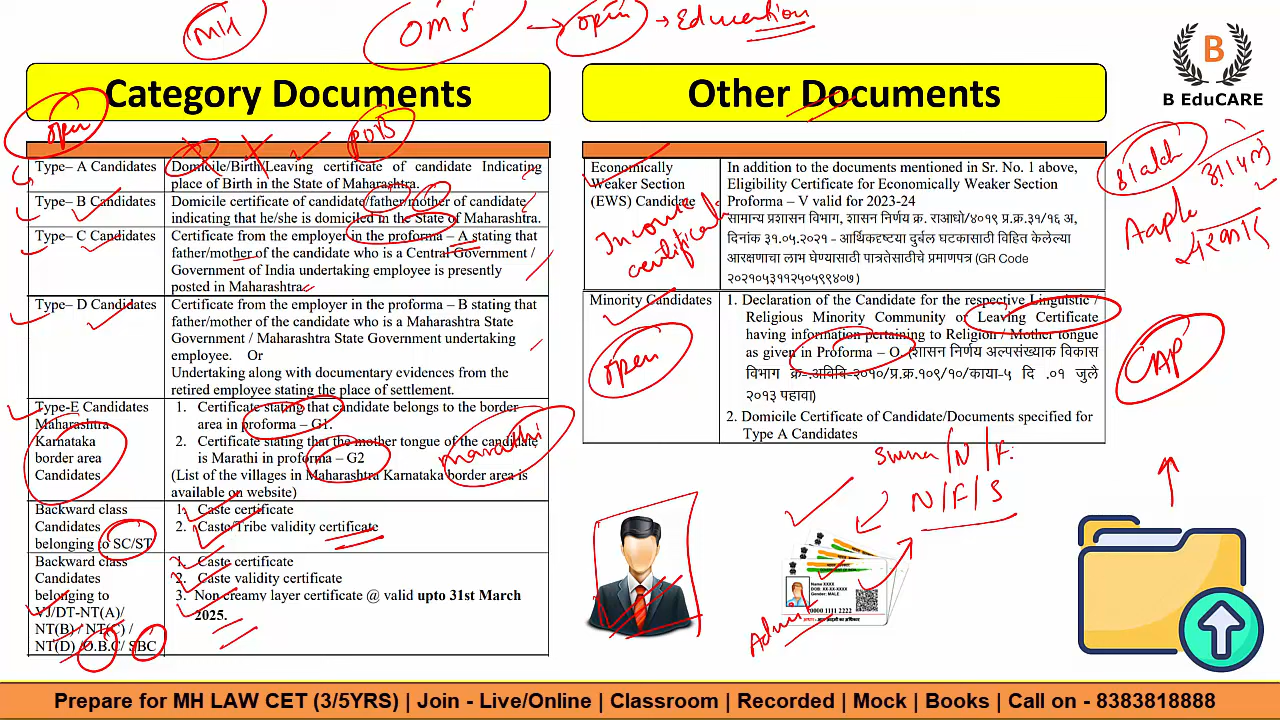 MH
OMS → open → Education
Category Documents
Other Documents
B
B EduCARE
open
POB
Type– A Candidates
Domicile/Birth/Leaving certificate of candidate Indicating
place of Birth in the State of Maharashtra.
Type– B Candidates
Domicile certificate of candidate/father/mother of candidate
indicating that he/she is domiciled in the State of Maharashtra.
Type– C Candidates
Certificate from the employer in the proforma – A stating that
father/mother of the candidate who is a Central Government /
Government of India undertaking employee is presently
posted in Maharashtra.
Type– D Candidates
Certificate from the employer in the proforma – B stating that
father/mother of the candidate who is a Maharashtra State
Government / Maharashtra State Government undertaking
employee. Or
Undertaking along with documentary evidences from the
retired employee stating the place of settlement.
Type-E Candidates
Maharashtra
Karnataka
border area
Candidates
1. Certificate stating that candidate belongs to the border
area in proforma – G1.
2. Certificate stating that the mother tongue of the candidate
is Marathi in proforma – G2
(List of the villages in Maharashtra Karnataka border area is
available on website)
marathi
Backward class
Candidates
belonging to SC/ST
1. Caste certificate
2. Caste/Tribe validity certificate
Backward class
Candidates
belonging to
VJ/DT-NT(A)/
NT(B) / NT(C) /
NT(D) /O.B.C/ SBC
1. Caste certificate
2. Caste validity certificate
3. Non creamy layer certificate @ valid upto 31st March
2025.
Economically
Weaker Section
(EWS) Candidate
In addition to the documents mentioned in Sr. No. 1 above,
Eligibility Certificate for Economically Weaker Section
Proforma – V valid for 2023-24
सामान्य प्रशासन विभाग, शासन निर्णय क्र. राआधो/४०१९ प्र.क्र.३१/१६ अ,
दिनांक ३१.०५.२०२१ - आर्थिकदृष्टया दुर्बल घटकासाठी विहित केलेल्या
आरक्षणाचा लाभ घेण्यासाठी पात्रतेसाठीचे प्रमाणपत्र (GR Code
२०२१०५३११२५०५९९४०७)
Income
certificate
Minority Candidates
1. Declaration of the Candidate for the respective Linguistic /
Religious Minority Community or Leaving Certificate
having information pertaining to Religion / Mother tongue
as given in Proforma – O. (शासन निर्णय अल्पसंख्याक विकास
विभाग क्र-.अविवि-२०१०/प्र.क्र.१०९/१०/काया-५ दि .०१ जुलै
२०१३ पहावा)
2. Domicile Certificate of Candidate/Documents specified for
Type A Candidates
open
Aaple
सरकार
CAP
N/F/S
Name XXXX
Gender: MALE
0000 1111 2222
Prepare for MH LAW CET (3/5YRS) | Join - Live/Online | Classroom | Recorded | Mock | Books | Call on - 8383818888